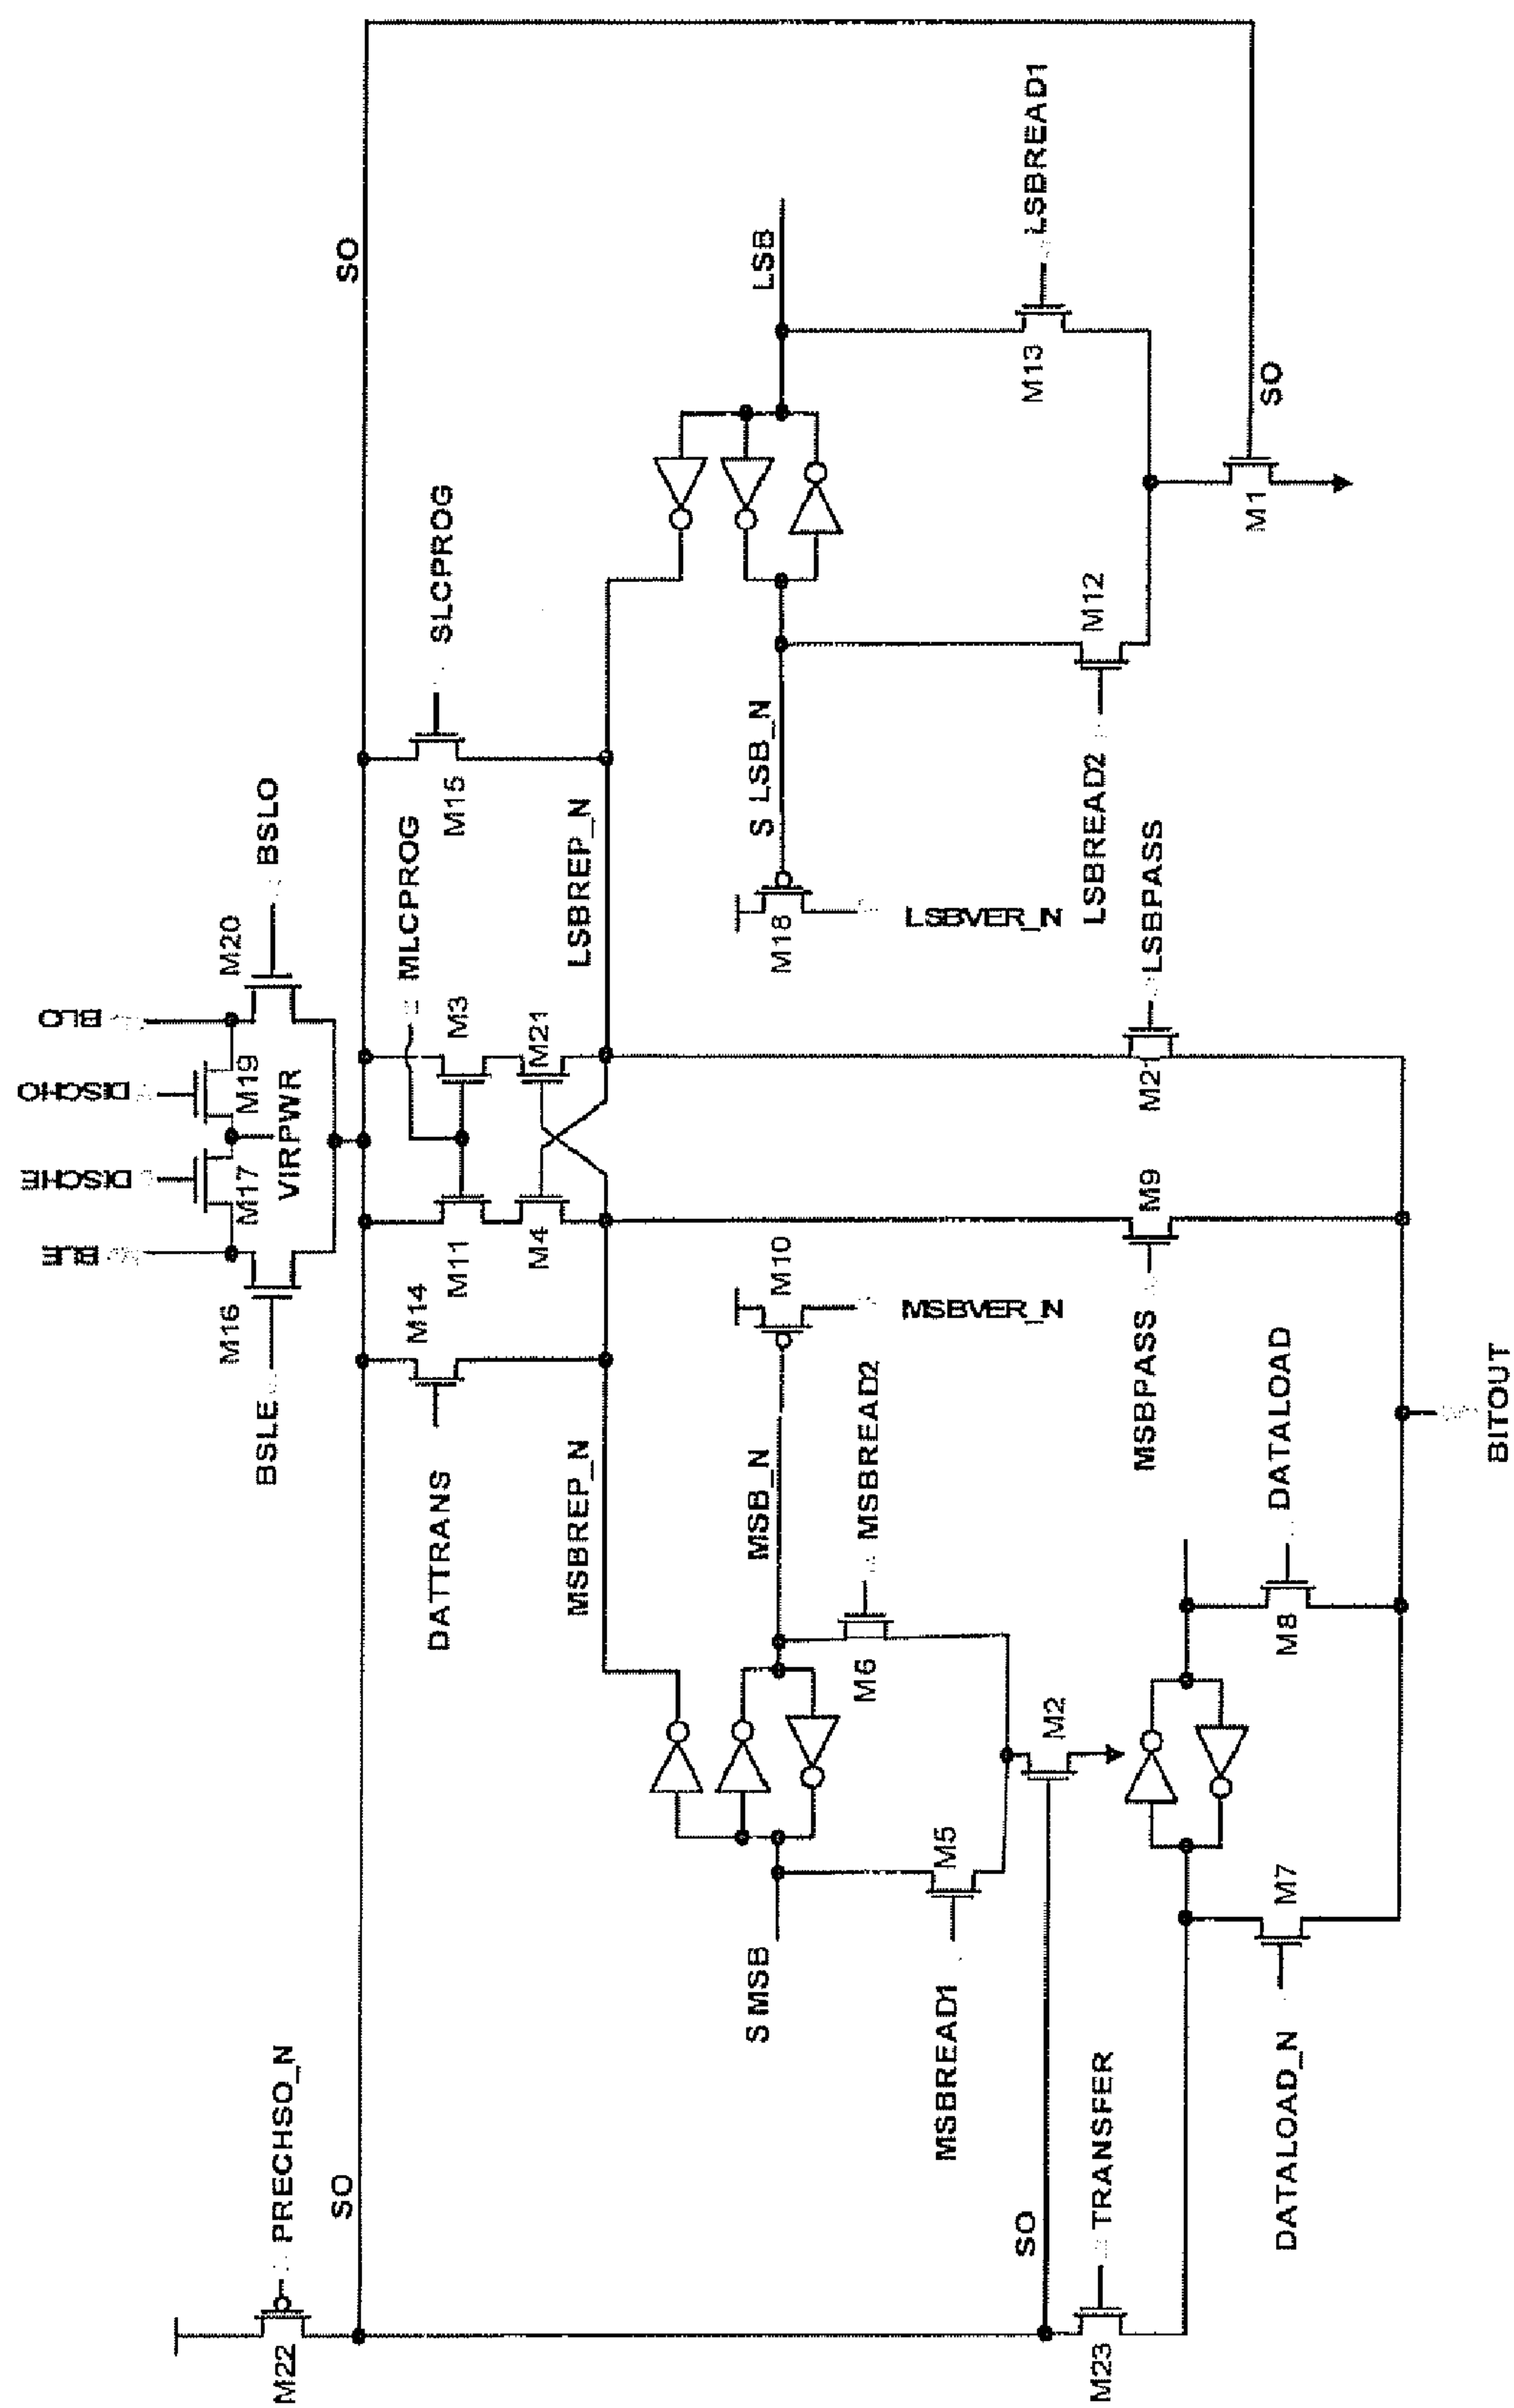 SO
LSBREAD1
LSB
M13
SO
M1
SLCPROG
M15
BSLO
M20
BLO
DISCHO
M19
VIRPWR
M17
DISCHE
BLE
M16
BSLE
MLCPROG
M3
M21
M11
M4
M14
DATTRANS
LSBREP_N
MSBREP_N
S LSB_N
M18
LSBVER_N
M12
LSBREAD2
LSBPASS
M21
M9
MSBPASS
M10
MSBVER_N
MSB_N
MSBREAD2
M6
M2
M5
S MSB
MSBREAD1
DATALOAD
M8
BITOUT
M7
DATALOAD_N
TRANSFER
M23
SO
SO
PRECHSO_N
M22